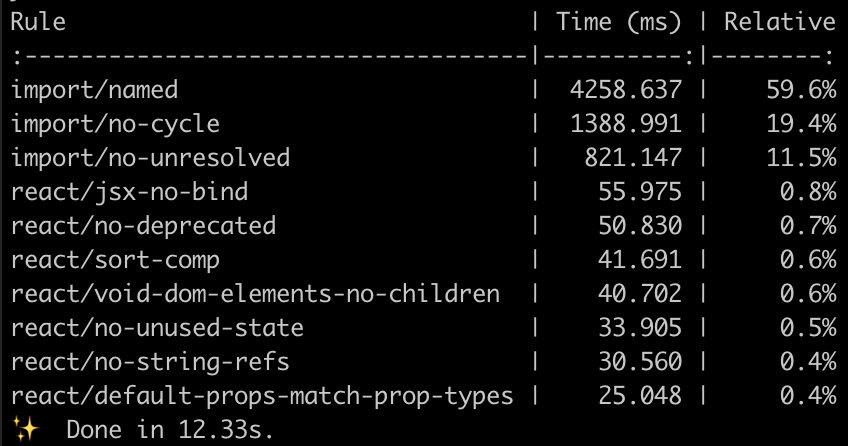 Rule                                 | Time (ms) | Relative
:------------------------------------|----------:|--------:
import/named                         |  4258.637 |    59.6%
import/no-cycle                      |  1388.991 |    19.4%
import/no-unresolved                 |   821.147 |    11.5%
react/jsx-no-bind                    |    55.975 |     0.8%
react/no-deprecated                  |    50.830 |     0.7%
react/sort-comp                      |    41.691 |     0.6%
react/void-dom-elements-no-children  |    40.702 |     0.6%
react/no-unused-state                |    33.905 |     0.5%
react/no-string-refs                 |    30.560 |     0.4%
react/default-props-match-prop-types |    25.048 |     0.4%
✨  Done in 12.33s.